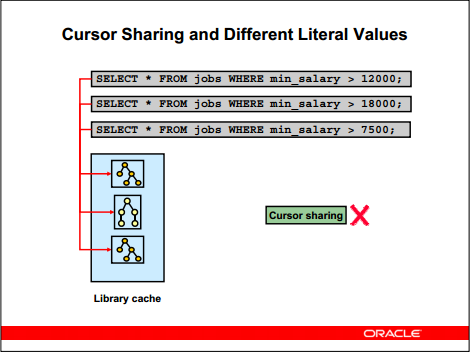 Cursor Sharing and Different Literal Values
SELECT * FROM jobs WHERE min_salary > 12000;
SELECT * FROM jobs WHERE min_salary > 18000;
SELECT * FROM jobs WHERE min_salary > 7500;
Cursor sharing
Library cache
ORACLE